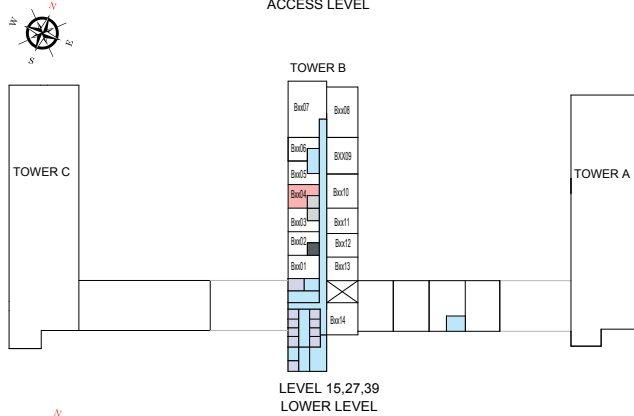 ACCESS LEVEL
N
W
E
S
TOWER B
Bxx07
Bxx08
Bxx06
BXX09
Bxx05
TOWER C
TOWER A
Bxx04
Bxx10
Bxx03
Bxx11
Bxx02
Bxx12
Bxx01
Bxx13
Bxx14
LEVEL 15,27,39
LOWER LEVEL
N